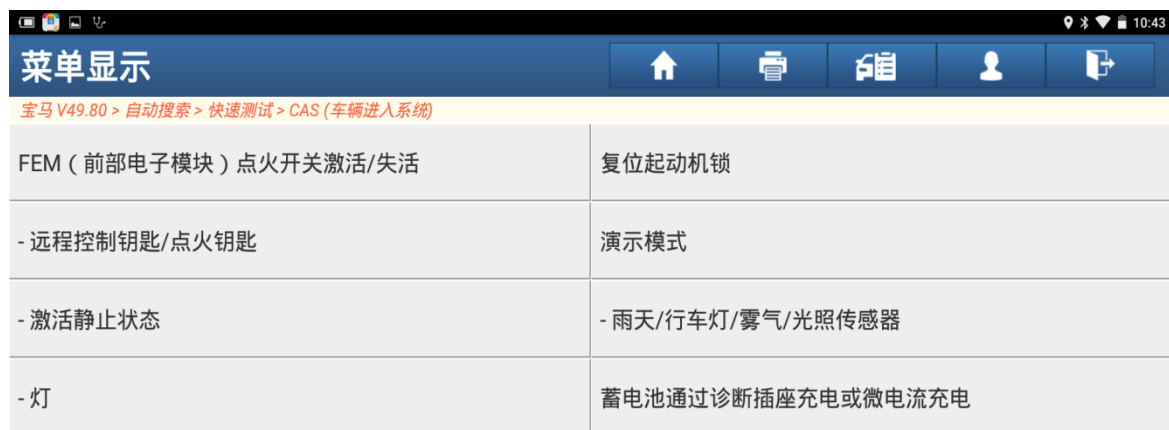 10:43
菜单显示
宝马 V49.80 > 自动搜索 > 快速测试 > CAS (车辆进入系统)
FEM（前部电子模块）点火开关激活/失活
复位起动机锁
- 远程控制钥匙/点火钥匙
演示模式
- 激活静止状态
- 雨天/行车灯/雾气/光照传感器
- 灯
蓄电池通过诊断插座充电或微电流充电